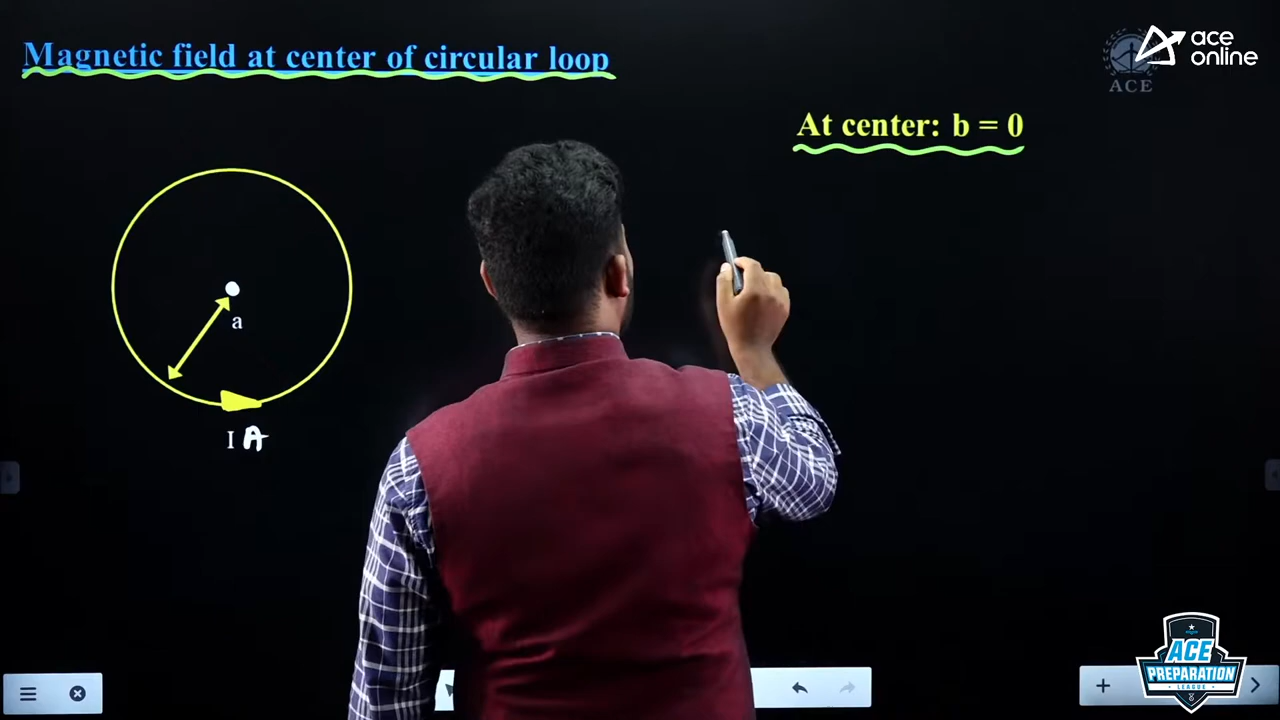 Magnetic field at center of circular loop
ace
online
ACE
At center: b = 0
a
I A
ACE
PREPARATION
LEAGUE